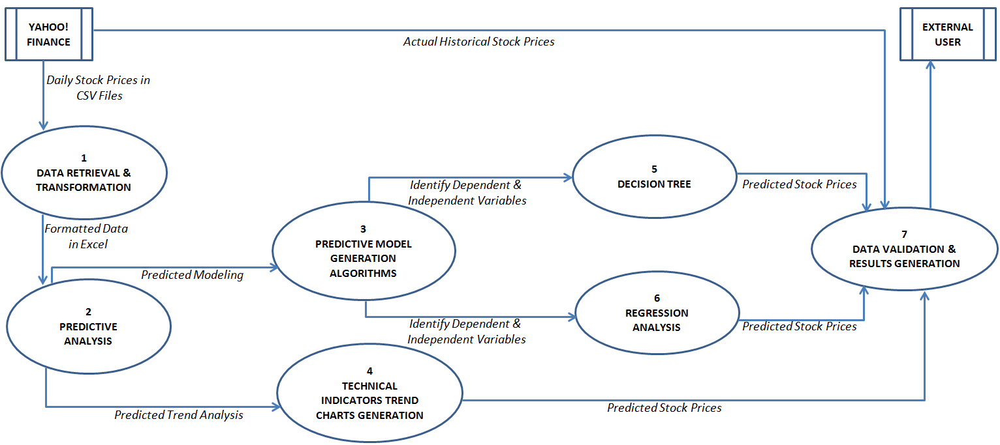 YAHOO!
FINANCE
EXTERNAL
USER
Actual Historical Stock Prices
Daily Stock Prices in
CSV Files
1
DATA RETRIEVAL &
TRANSFORMATION
Formatted Data
in Excel
2
PREDICTIVE
ANALYSIS
Predicted Modeling
Predicted Trend Analysis
3
PREDICTIVE MODEL
GENERATION
ALGORITHMS
Identify Dependent &
Independent Variables
Identify Dependent &
Independent Variables
4
TECHNICAL
INDICATORS TREND
CHARTS GENERATION
5
DECISION TREE
Predicted Stock Prices
6
REGRESSION
ANALYSIS
Predicted Stock Prices
Predicted Stock Prices
7
DATA VALIDATION &
RESULTS GENERATION